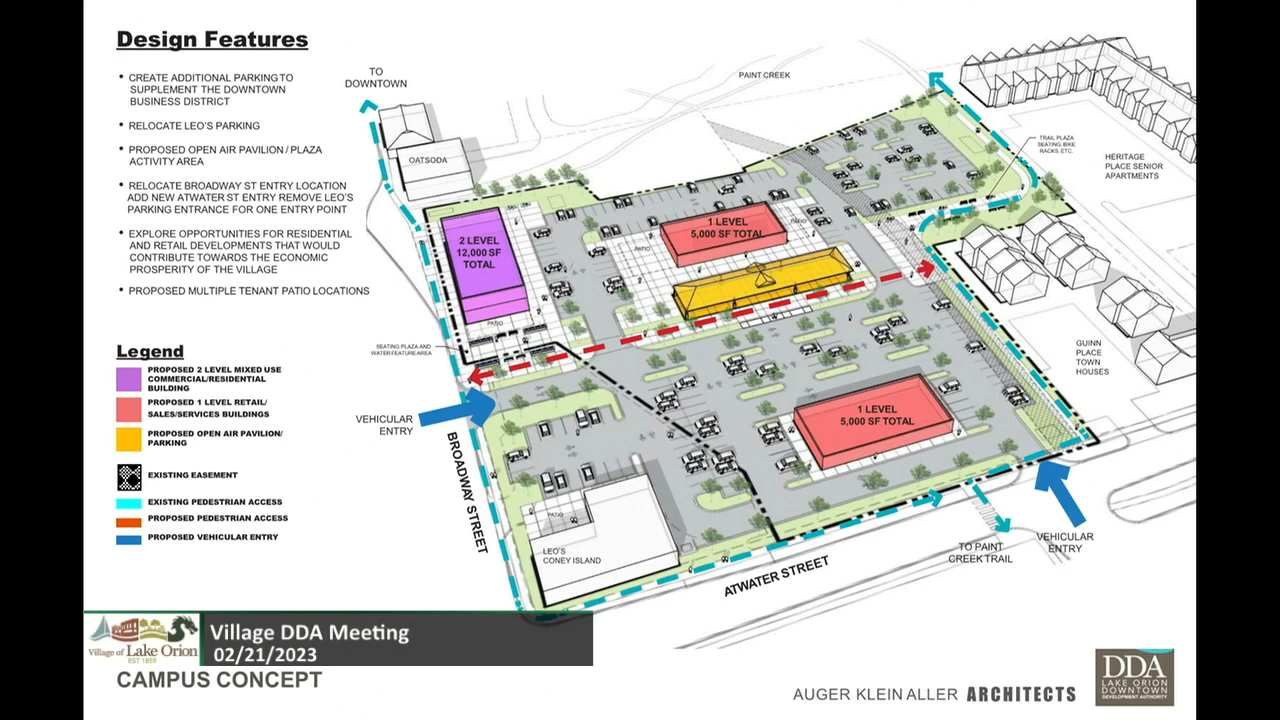 Design Features
• CREATE ADDITIONAL PARKING TO
SUPPLEMENT THE DOWNTOWN
BUSINESS DISTRICT
• RELOCATE LEO'S PARKING
• PROPOSED OPEN AIR PAVILION / PLAZA
ACTIVITY AREA
• RELOCATE BROADWAY ST ENTRY LOCATION
ADD NEW ATWATER ST ENTRY REMOVE LEO'S
PARKING ENTRANCE FOR ONE ENTRY POINT
• EXPLORE OPPORTUNITIES FOR RESIDENTIAL
AND RETAIL DEVELOPMENTS THAT WOULD
CONTRIBUTE TOWARDS THE ECONOMIC
PROSPERITY OF THE VILLAGE
• PROPOSED MULTIPLE TENANT PATIO LOCATIONS
Legend
PROPOSED 2 LEVEL MIXED USE
COMMERCIAL/RESIDENTIAL
BUILDING
PROPOSED 1 LEVEL RETAIL/
SALES/SERVICES BUILDINGS
PROPOSED OPEN AIR PAVILION/
PARKING
EXISTING EASEMENT
EXISTING PEDESTRIAN ACCESS
PROPOSED PEDESTRIAN ACCESS
PROPOSED VEHICULAR ENTRY
TO
DOWNTOWN
PAINT CREEK
OATSODA
TRAIL PLAZA
SEATING, BIKE
RACKS, ETC.
HERITAGE
PLACE SENIOR
APARTMENTS
2 LEVEL
12,000 SF
TOTAL
1 LEVEL
5,000 SF TOTAL
PATIO
PATIO
PATIO
SEATING PLAZA AND
WATER FEATURE AREA
GUINN
PLACE
TOWN
HOUSES
VEHICULAR
ENTRY
1 LEVEL
5,000 SF TOTAL
BROADWAY STREET
PATIO
LEO'S
CONEY ISLAND
ATWATER STREET
TO PAINT
CREEK TRAIL
VEHICULAR
ENTRY
Village of Lake Orion
EST 1859
Village DDA Meeting
02/21/2023
CAMPUS CONCEPT
AUGER KLEIN ALLER ARCHITECTS
DDA
LAKE ORION
DOWNTOWN
DEVELOPMENT AUTHORITY